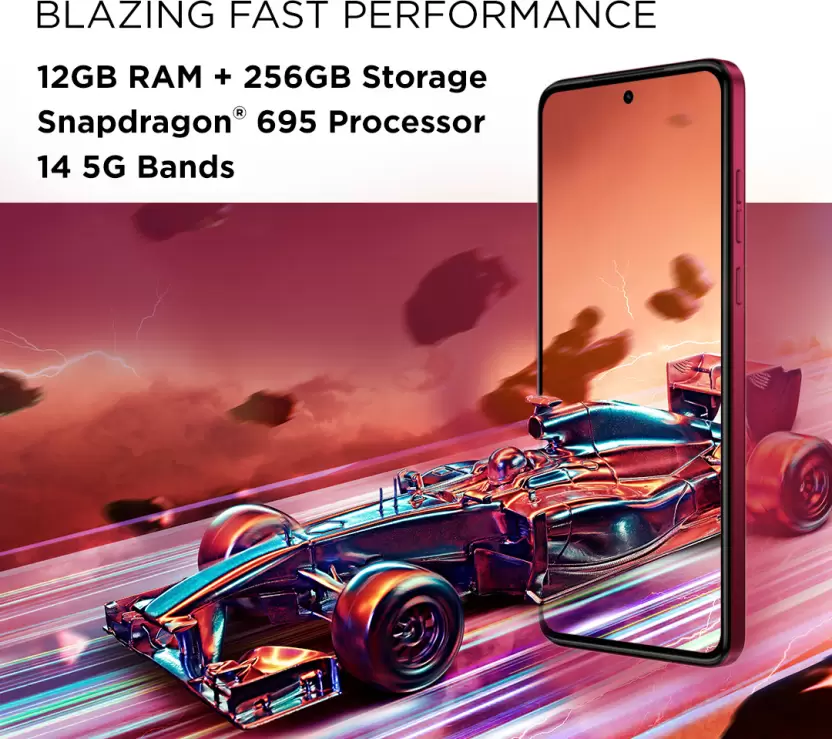 BLAZING FAST PERFORMANCE
12GB RAM + 256GB Storage
Snapdragon® 695 Processor
14 5G Bands